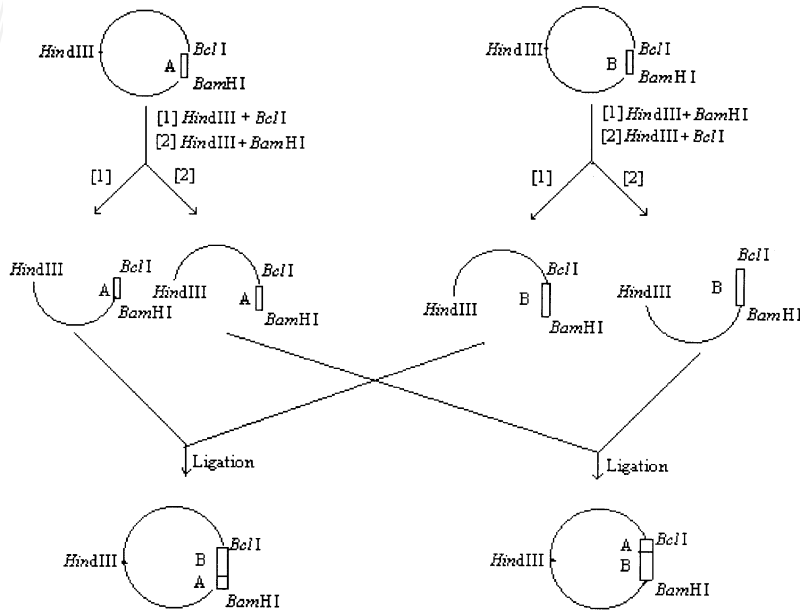 HindIII
BclI
A
BamHI
[1] HindIII + BclI
[2] HindIII+BamHI
[1]
[2]
HindIII
BclI
B
BamHI
[1] HindIII+BamHI
[2] HindIII+BclI
[1]
[2]
HindIII
BclI
A
BamHI
BclI
HindIII
A
BamHI
BclI
HindIII
B
BamHI
BclI
HindIII
B
BamHI
Ligation
Ligation
HindIII
BclI
B
A
BamHI
HindIII
A
BclI
B
BamHI